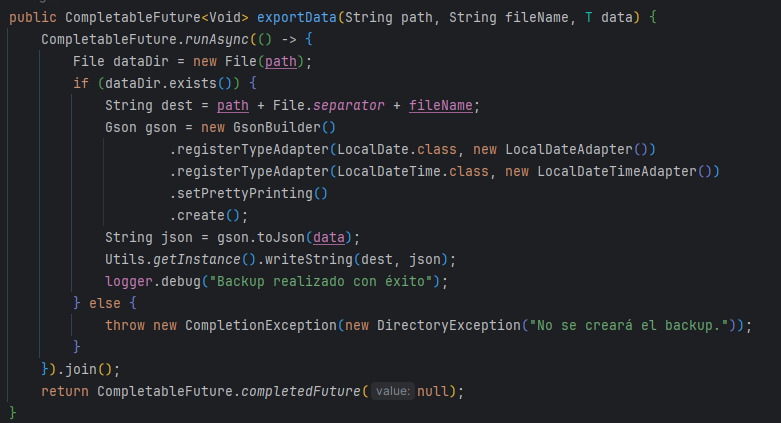 public CompletableFuture<Void> exportData(String path, String fileName, T data) {
    CompletableFuture.runAsync(() -> {
        File dataDir = new File(path);
        if (dataDir.exists()) {
            String dest = path + File.separator + fileName;
            Gson gson = new GsonBuilder()
                    .registerTypeAdapter(LocalDate.class, new LocalDateAdapter())
                    .registerTypeAdapter(LocalDateTime.class, new LocalDateTimeAdapter())
                    .setPrettyPrinting()
                    .create();
            String json = gson.toJson(data);
            Utils.getInstance().writeString(dest, json);
            logger.debug("Backup realizado con éxito");
        } else {
            throw new CompletionException(new DirectoryException("No se creará el backup."));
        }
    }).join();
    return CompletableFuture.completedFuture( value: null);
}